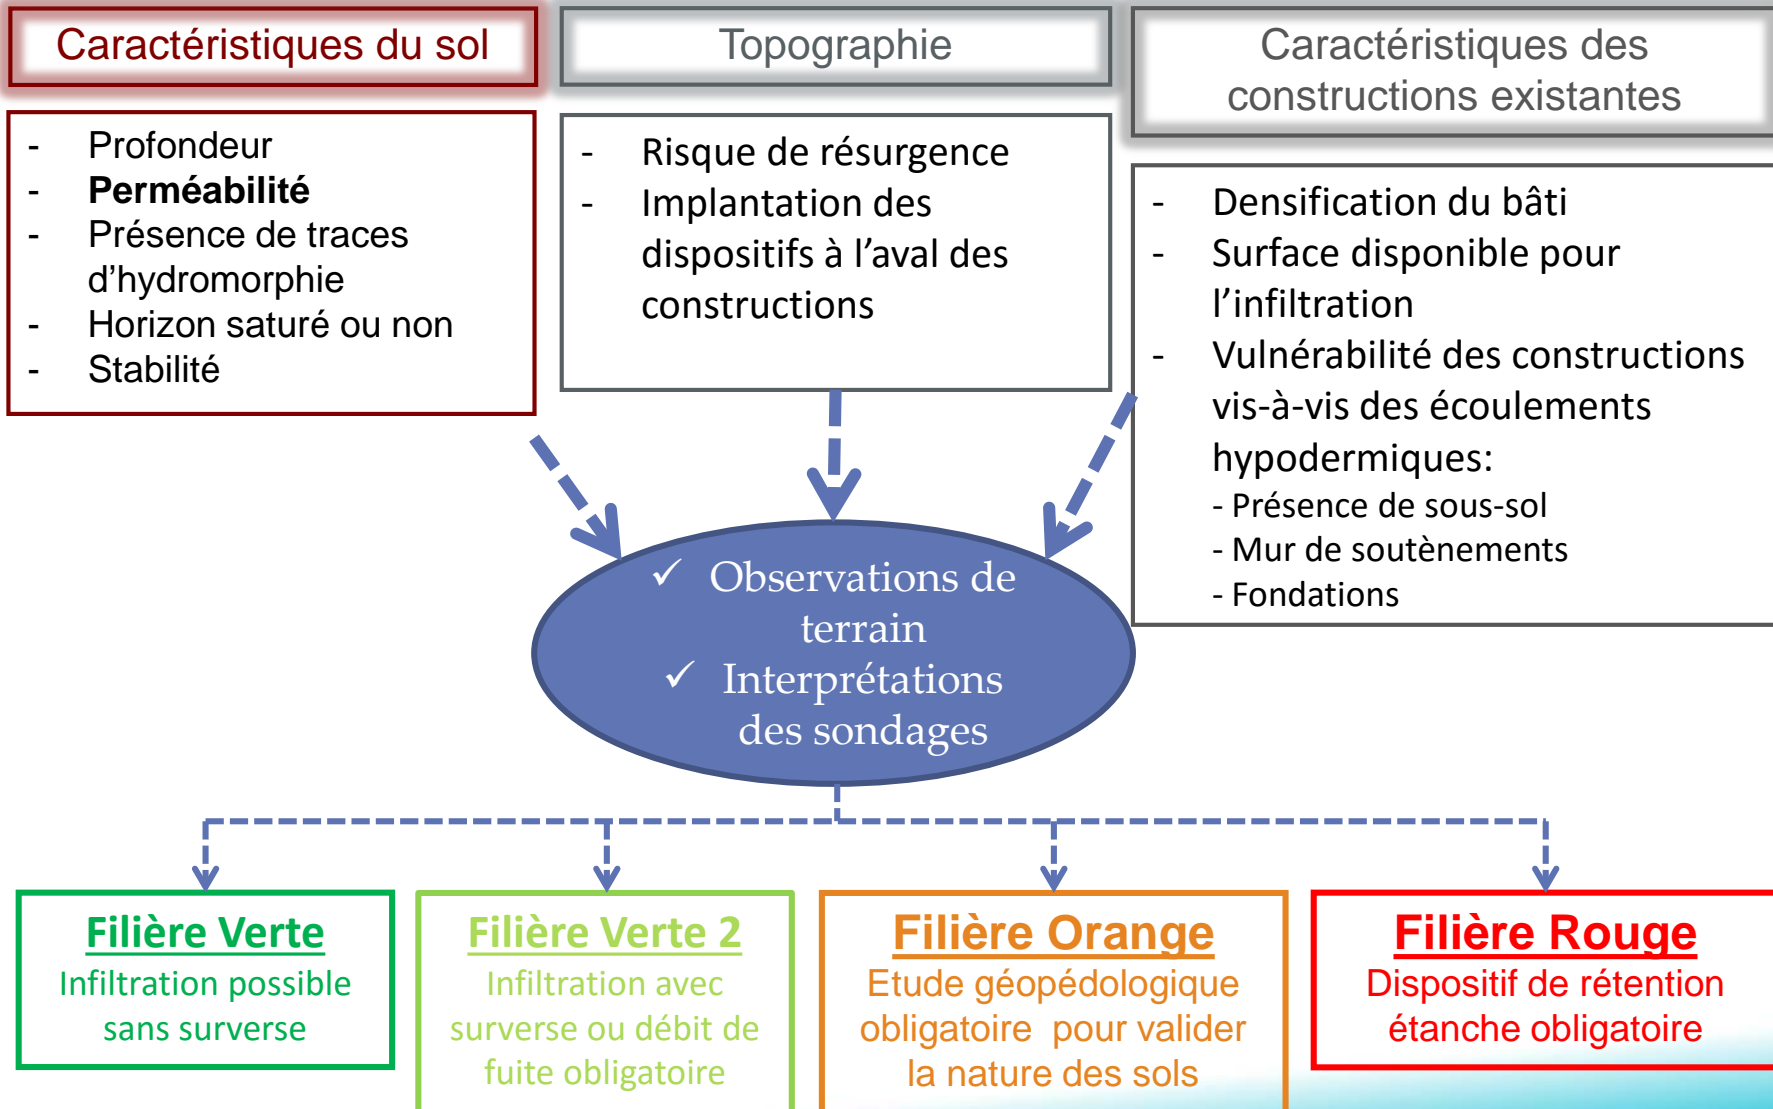 Caractéristiques du sol
- Profondeur
- Perméabilité
- Présence de traces
d'hydromorphie
- Horizon saturé ou non
- Stabilité
Topographie
- Risque de résurgence
- Implantation des
dispositifs à l'aval des
constructions
Caractéristiques des
constructions existantes
- Densification du bâti
- Surface disponible pour
l'infiltration
- Vulnérabilité des constructions
vis-à-vis des écoulements
hypodermiques:
- Présence de sous-sol
- Mur de soutènements
- Fondations
✓ Observations de
terrain
✓ Interprétations
des sondages
Filière Verte
Infiltration possible
sans surverse
Filière Verte 2
Infiltration avec
surverse ou débit de
fuite obligatoire
Filière Orange
Etude géopédologique
obligatoire pour valider
la nature des sols
Filière Rouge
Dispositif de rétention
étanche obligatoire